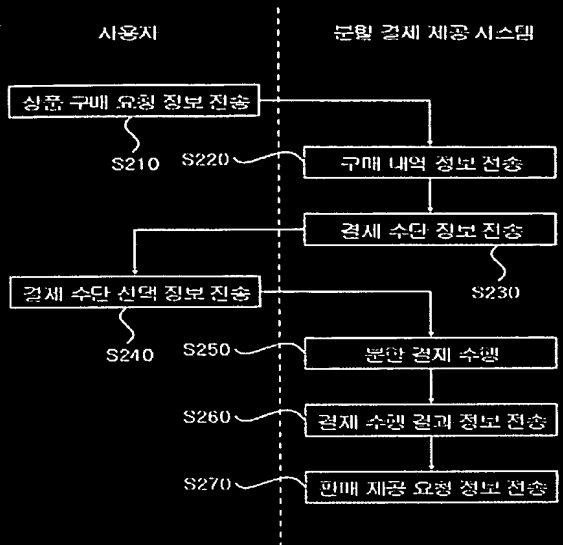 사용자
분할 결제 제공 시스템
상품 구매 요청 정보 전송
S210
S220
구매 내역 정보 전송
결제 수단 정보 전송
S230
결제 수단 선택 정보 전송
S240
S250
분할 결제 수행
S260
결제 수행 결과 정보 전송
S270
판매 제공 요청 정보 전송